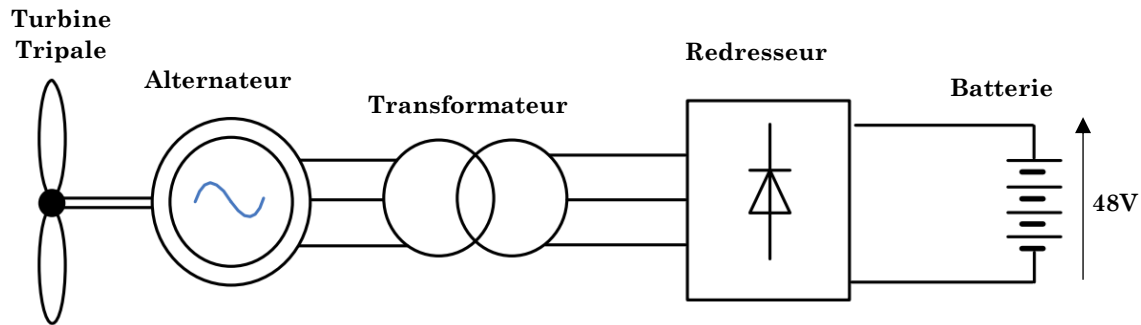 Turbine
Tripale
Alternateur
Transformateur
Redresseur
Batterie
48V